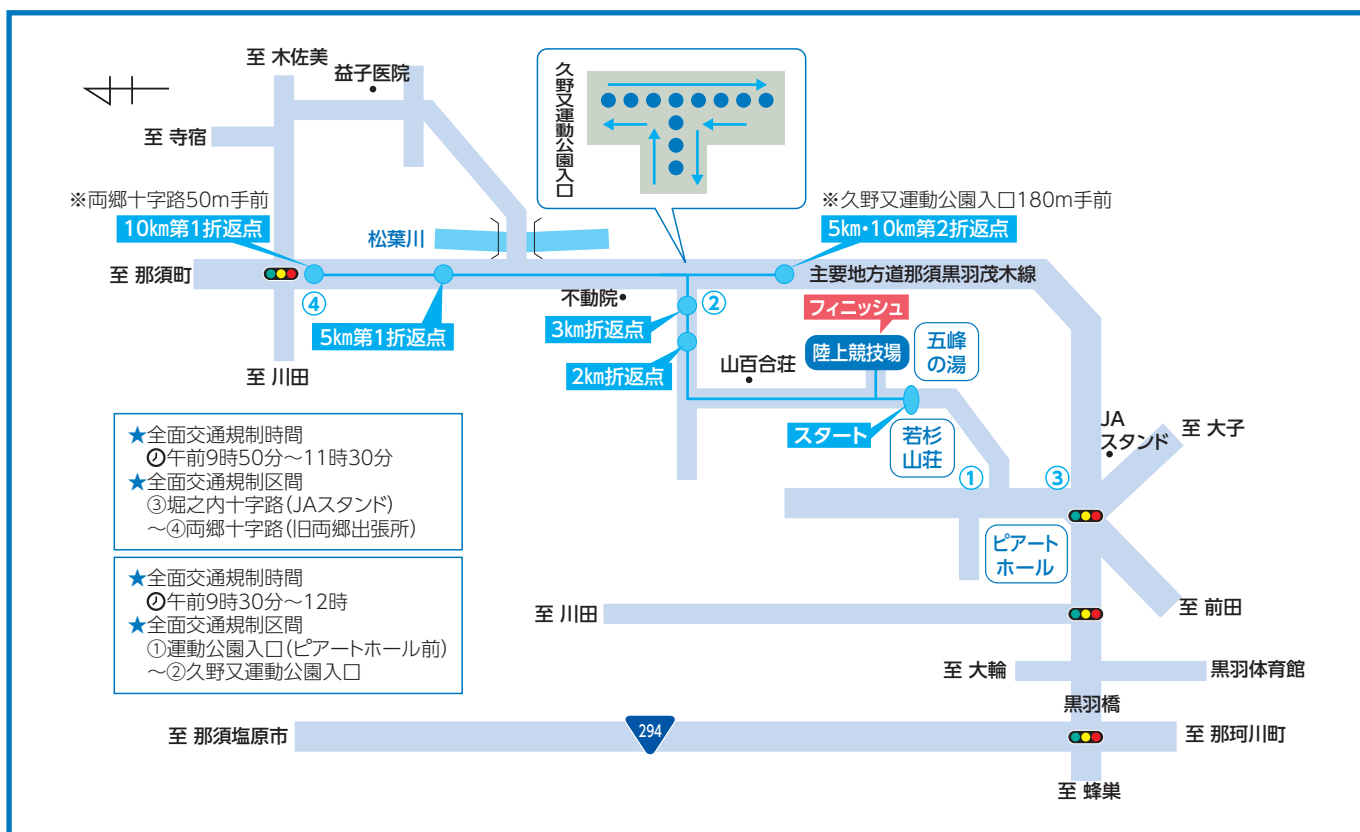 至 木佐美
益子医院
至 寺宿
久野又運動公園入口
※両郷十字路50m手前
10km第1折返点
※久野又運動公園入口180m手前
5km・10km第2折返点
松葉川
至 那須町
主要地方道那須黒羽茂木線
④
不動院
②
フィニッシュ
5km第1折返点
3km折返点
陸上競技場
五峰
の湯
2km折返点
山百合荘
至 川田
スタート
若杉
山荘
JA
スタンド
至 大子
①
③
★全面交通規制時間
午前9時50分～11時30分
★全面交通規制区間
③堀之内十字路(JAスタンド)
～④両郷十字路(旧両郷出張所)
ピアート
ホール
★全面交通規制時間
午前9時30分～12時
★全面交通規制区間
①運動公園入口(ピアートホール前)
～②久野又運動公園入口
至 川田
至 前田
至 大輪
黒羽体育館
黒羽橋
至 那須塩原市
294
至 那珂川町
至 蜂巣